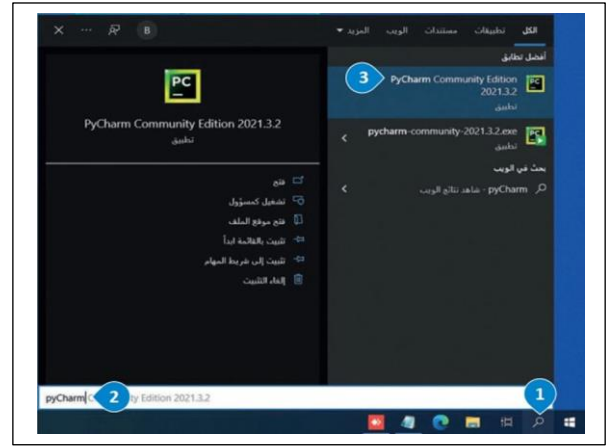 الكل تطبيقات مستندات الويب المزيد
B
أفضل تطابق
PyCharm Community Edition
2021.3.2
تطبيق
3
pycharm-community-2021.3.2.exe
تطبيق
بحث في الويب
pyCharm - شاهد نتائج الويب
PC
PyCharm Community Edition 2021.3.2
تطبيق
فتح
تشغيل كمسؤول
فتح موقع الملف
تثبيت بالقائمة ابدأ
تثبيت إلى شريط المهام
إلغاء التثبيت
pyCharm
2
ty Edition 2021.3.2
1